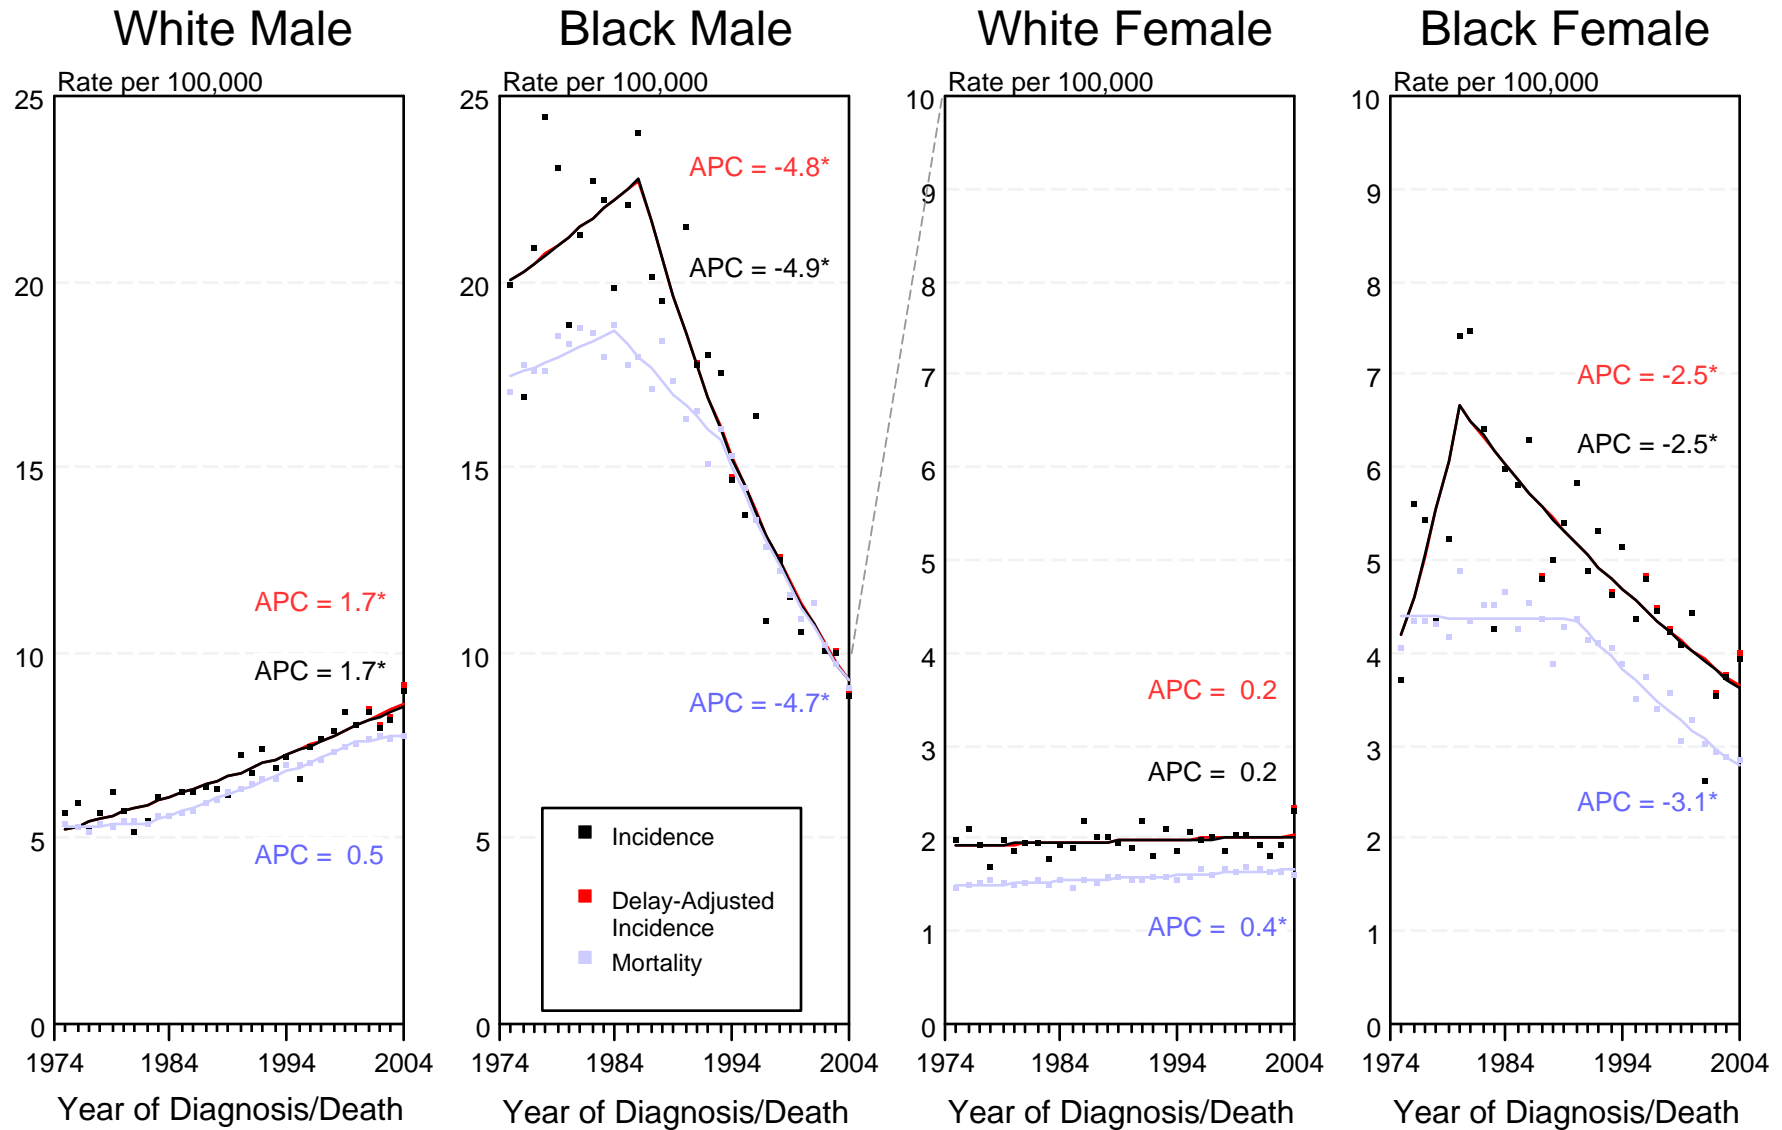 White Male
Black Male
White Female
Black Female
Rate per 100,000
Rate per 100,000
Rate per 100,000
Rate per 100,000
25
20
15
10
5
0
APC = 1.7*
APC = 1.7*
APC = 0.5
1974 1984 1994 2004
Year of Diagnosis/Death
25
20
15
10
5
0
APC = -4.8*
APC = -4.9*
APC = -4.7*
Incidence
Delay-Adjusted
Incidence
Mortality
1974 1984 1994 2004
Year of Diagnosis/Death
10
9
8
7
6
5
4
3
2
1
0
APC = 0.2
APC = 0.2
APC = 0.4*
1974 1984 1994 2004
Year of Diagnosis/Death
10
9
8
7
6
5
4
3
2
1
0
APC = -2.5*
APC = -2.5*
APC = -3.1*
1974 1984 1994 2004
Year of Diagnosis/Death